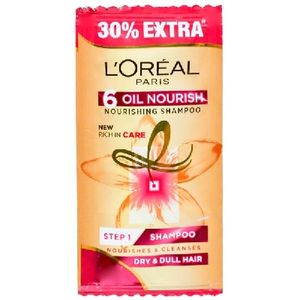 30% EXTRA*
L'ORÉAL
PARIS
6 OIL NOURISH
NOURISHING SHAMPOO
NEW
RICH IN CARE
STEP 1 SHAMPOO
NOURISHES & CLEANSES
DRY & DULL HAIR